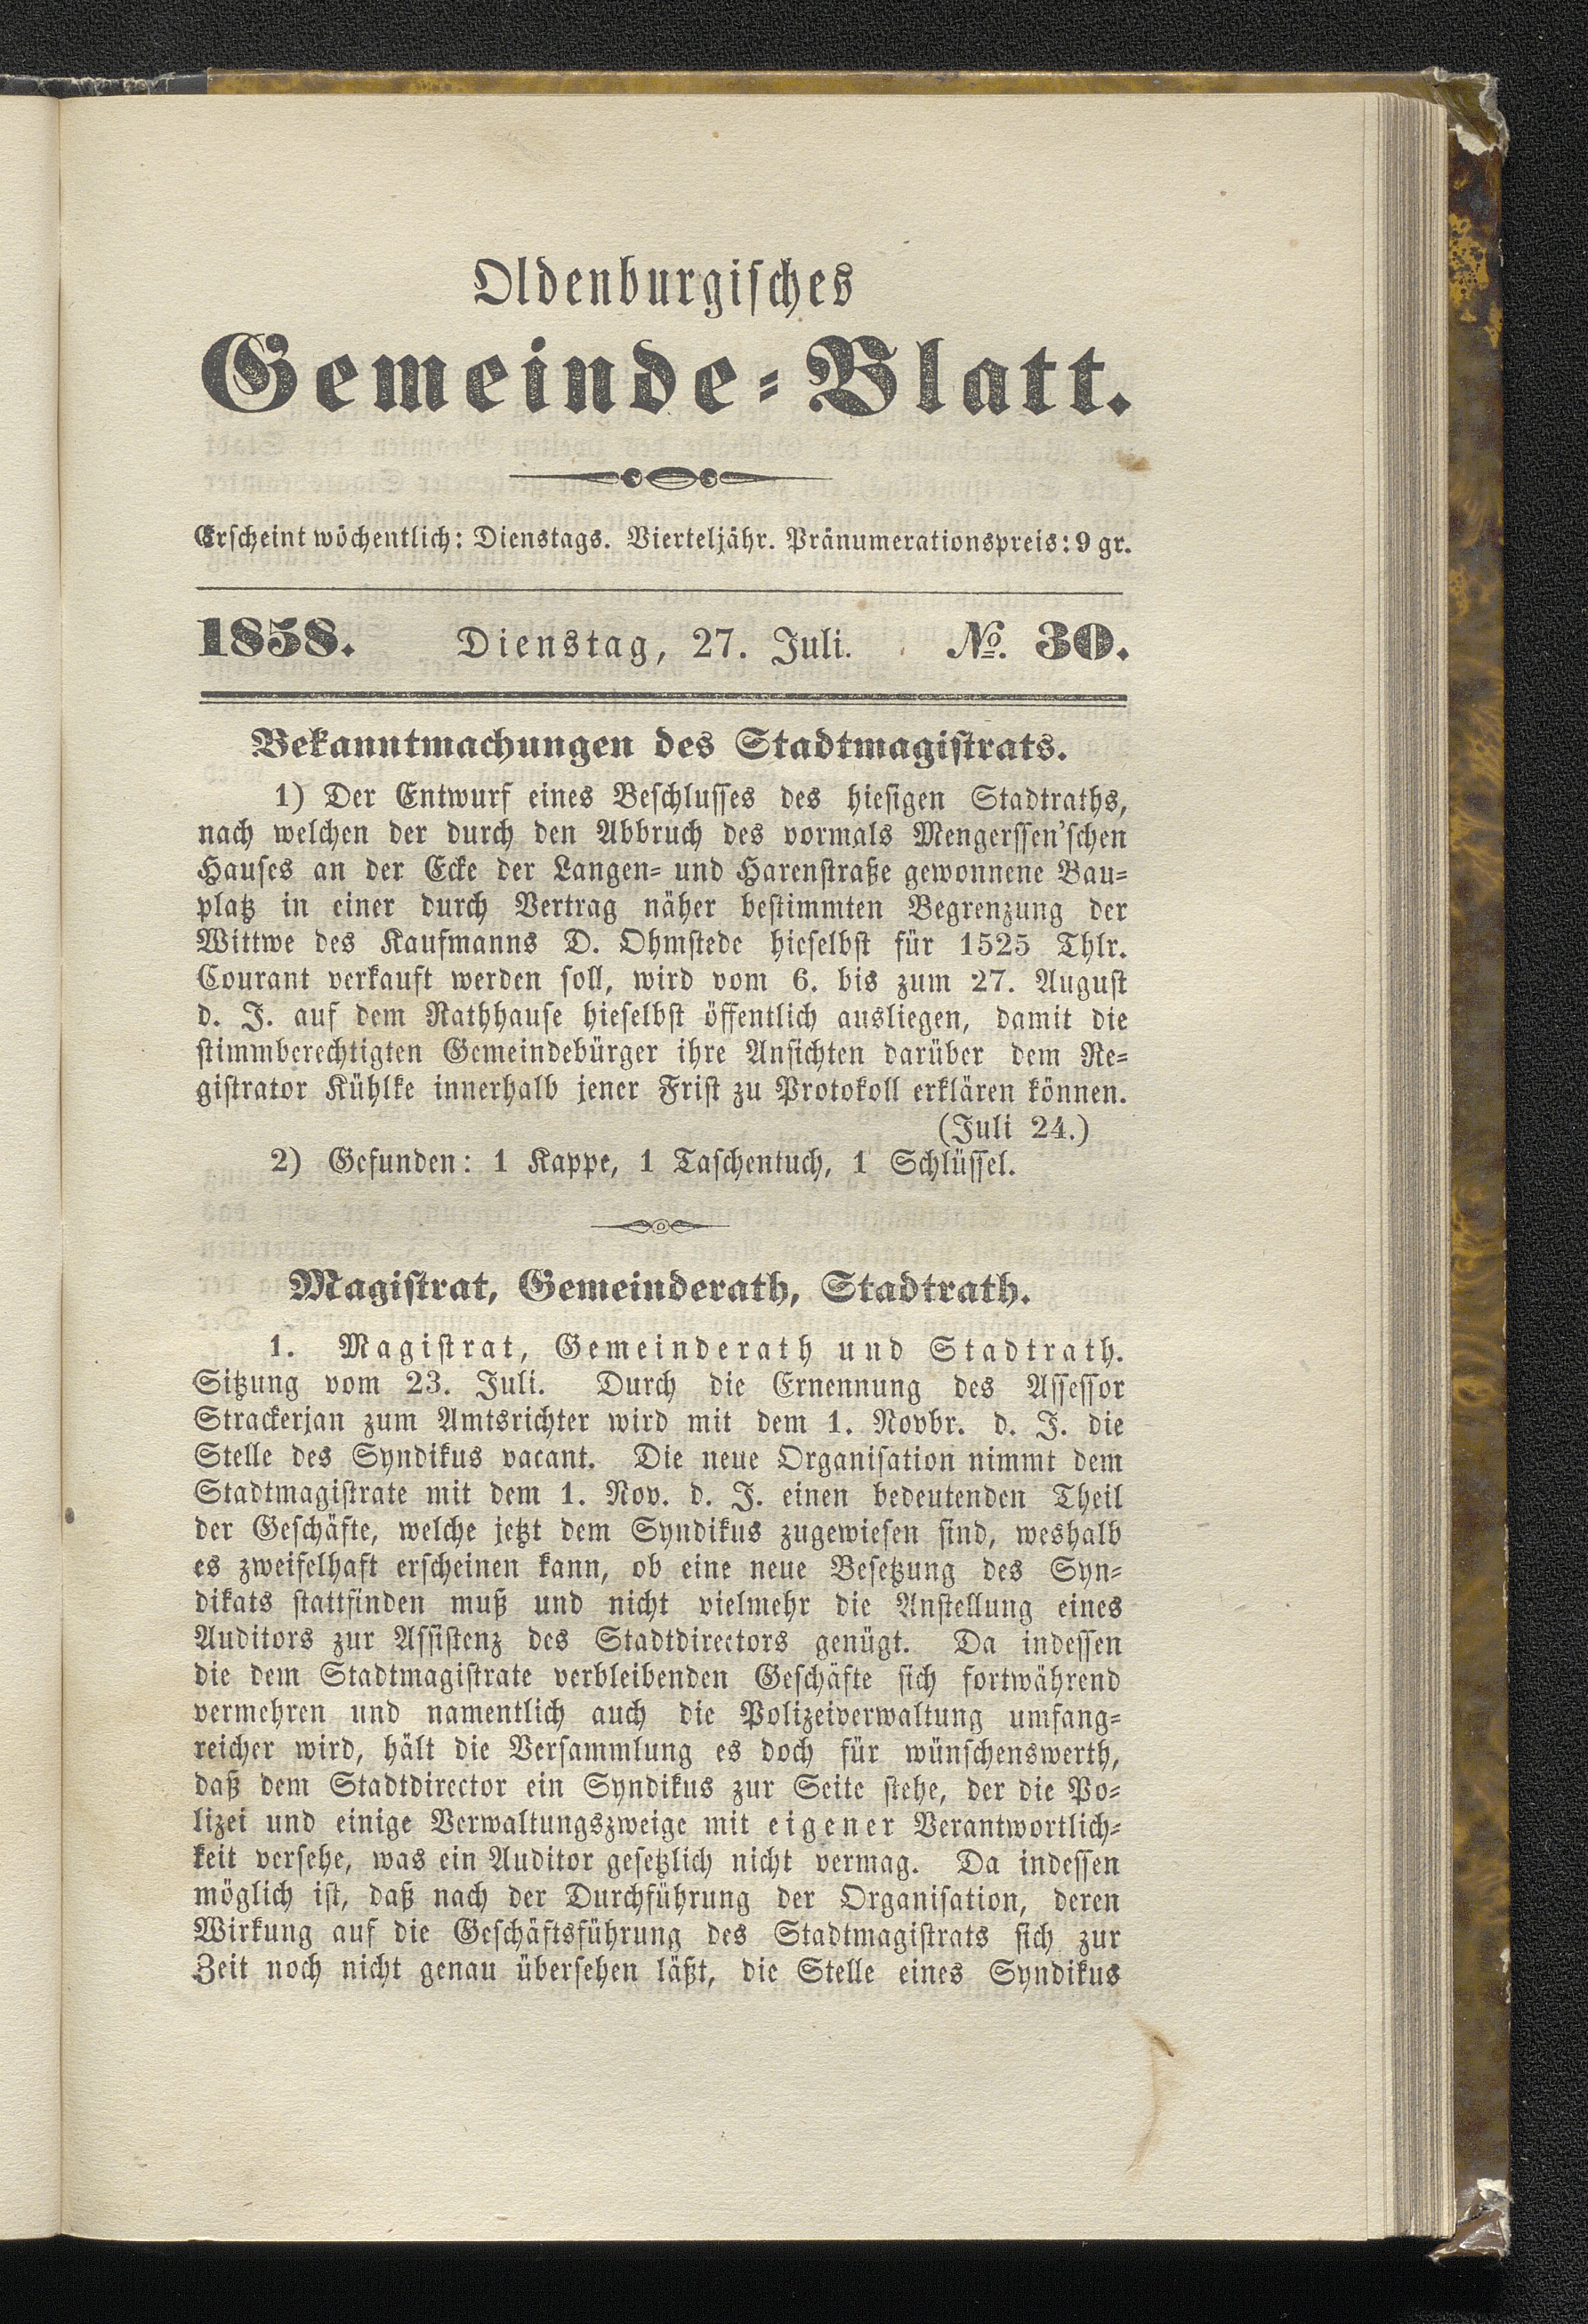 Oldenburgisches
Gemeinde-Blatt.
Erscheint wöchentlich: Dienstags. Vierteljähr. Pränumerationspreis: 9 gr.
1858. Dienstag, 27. Juli. No. 30.
Bekanntmachungen des Stadtmagistrats.
1) Der Entwurf eines Beschlusses des hiesigen Stadtraths,
nach welchen der durch den Abbruch des vormals Mengerssen'schen
Hauses an der Ecke der Langen- und Harenstraße gewonnene Bau-
platz in einer durch Vertrag näher bestimmten Begrenzung der
Wittwe des Kaufmanns D. Ohmstede hieselbst für 1525 Thlr.
Courant verkauft werden soll, wird vom 6. bis zum 27. August
d. J. auf dem Rathhause hieselbst öffentlich ausliegen, damit die
stimmberechtigten Gemeindebürger ihre Ansichten darüber dem Re-
gistrator Kühlke innerhalb jener Frist zu Protokoll erklären können.
(Juli 24.)
2) Gefunden: 1 Kappe, 1 Taschentuch, 1 Schlüssel.
Magistrat, Gemeinderath, Stadtrath.
1. Magistrat, Gemeinderath und Stadtrath.
Sitzung vom 23. Juli. Durch die Ernennung des Assessor
Strackerjan zum Amtsrichter wird mit dem 1. Novbr. d. J. die
Stelle des Syndikus vacant. Die neue Organisation nimmt dem
Stadtmagistrate mit dem 1. Nov. d. J. einen bedeutenden Theil
der Geschäfte, welche jetzt dem Syndikus zugewiesen sind, weshalb
es zweifelhaft erscheinen kann, ob eine neue Besetzung des Syn-
dikats stattfinden muß und nicht vielmehr die Anstellung eines
Auditors zur Assistenz des Stadtdirectors genügt. Da indessen
die dem Stadtmagistrate verbleibenden Geschäfte sich fortwährend
vermehren und namentlich auch die Polizeiverwaltung umfang-
reicher wird, hält die Versammlung es doch für wünschenswerth,
daß dem Stadtdirector ein Syndikus zur Seite stehe, der die Po-
lizei und einige Verwaltungszweige mit eigener Verantwortlich-
keit versehe, was ein Auditor gesetzlich nicht vermag. Da indessen
möglich ist, daß nach der Durchführung der Organisation, deren
Wirkung auf die Geschäftsführung des Stadtmagistrats sich zur
Zeit noch nicht genau übersehen läßt, die Stelle eines Syndikus